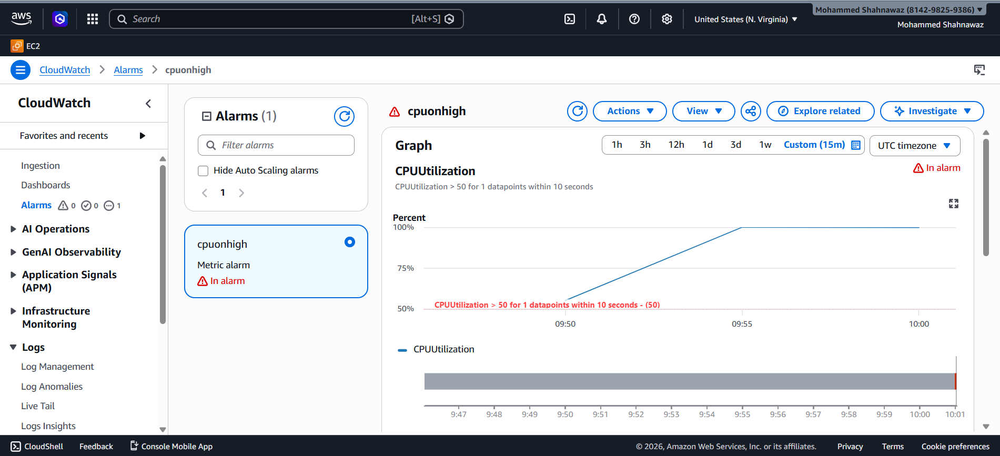 aws
Search [Alt+S]
United States (N. Virginia)
Mohammed Shahnawaz (8142-9825-9386)
Mohammed Shahnawaz
EC2
CloudWatch
Alarms
cpuonhigh
CloudWatch
Favorites and recents
Ingestion
Dashboards
Alarms 0 0 1
AI Operations
GenAI Observability
Application Signals
(APM)
Infrastructure
Monitoring
Logs
Log Management
Log Anomalies
Live Tail
Logs Insights
Alarms (1)
Filter alarms
Hide Auto Scaling alarms
1
cpuonhigh
Metric alarm
In alarm
cpuonhigh
Actions
View
Explore related
Investigate
Graph
1h 3h 12h 1d 3d 1w Custom (15m)
UTC timezone
CPUUtilization
In alarm
CPUUtilization > 50 for 1 datapoints within 10 seconds
Percent
100%
75%
50%
CPUUtilization > 50 for 1 datapoints within 10 seconds - (50)
09:50 09:55 10:00
CPUUtilization
9:47 9:48 9:49 9:50 9:51 9:52 9:53 9:54 9:55 9:56 9:57 9:58 9:59 10:00 10:01
CloudShell Feedback Console Mobile App
© 2026, Amazon Web Services, Inc. or its affiliates. Privacy Terms Cookie preferences